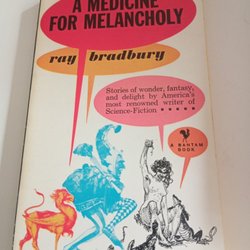 A MEDICINE
FOR MELANCHOLY
ray bradbury
Stories of wonder, fantasy,
and delight by America's
most renowned writer of
Science-Fiction *****
A BANTAM
BOOK